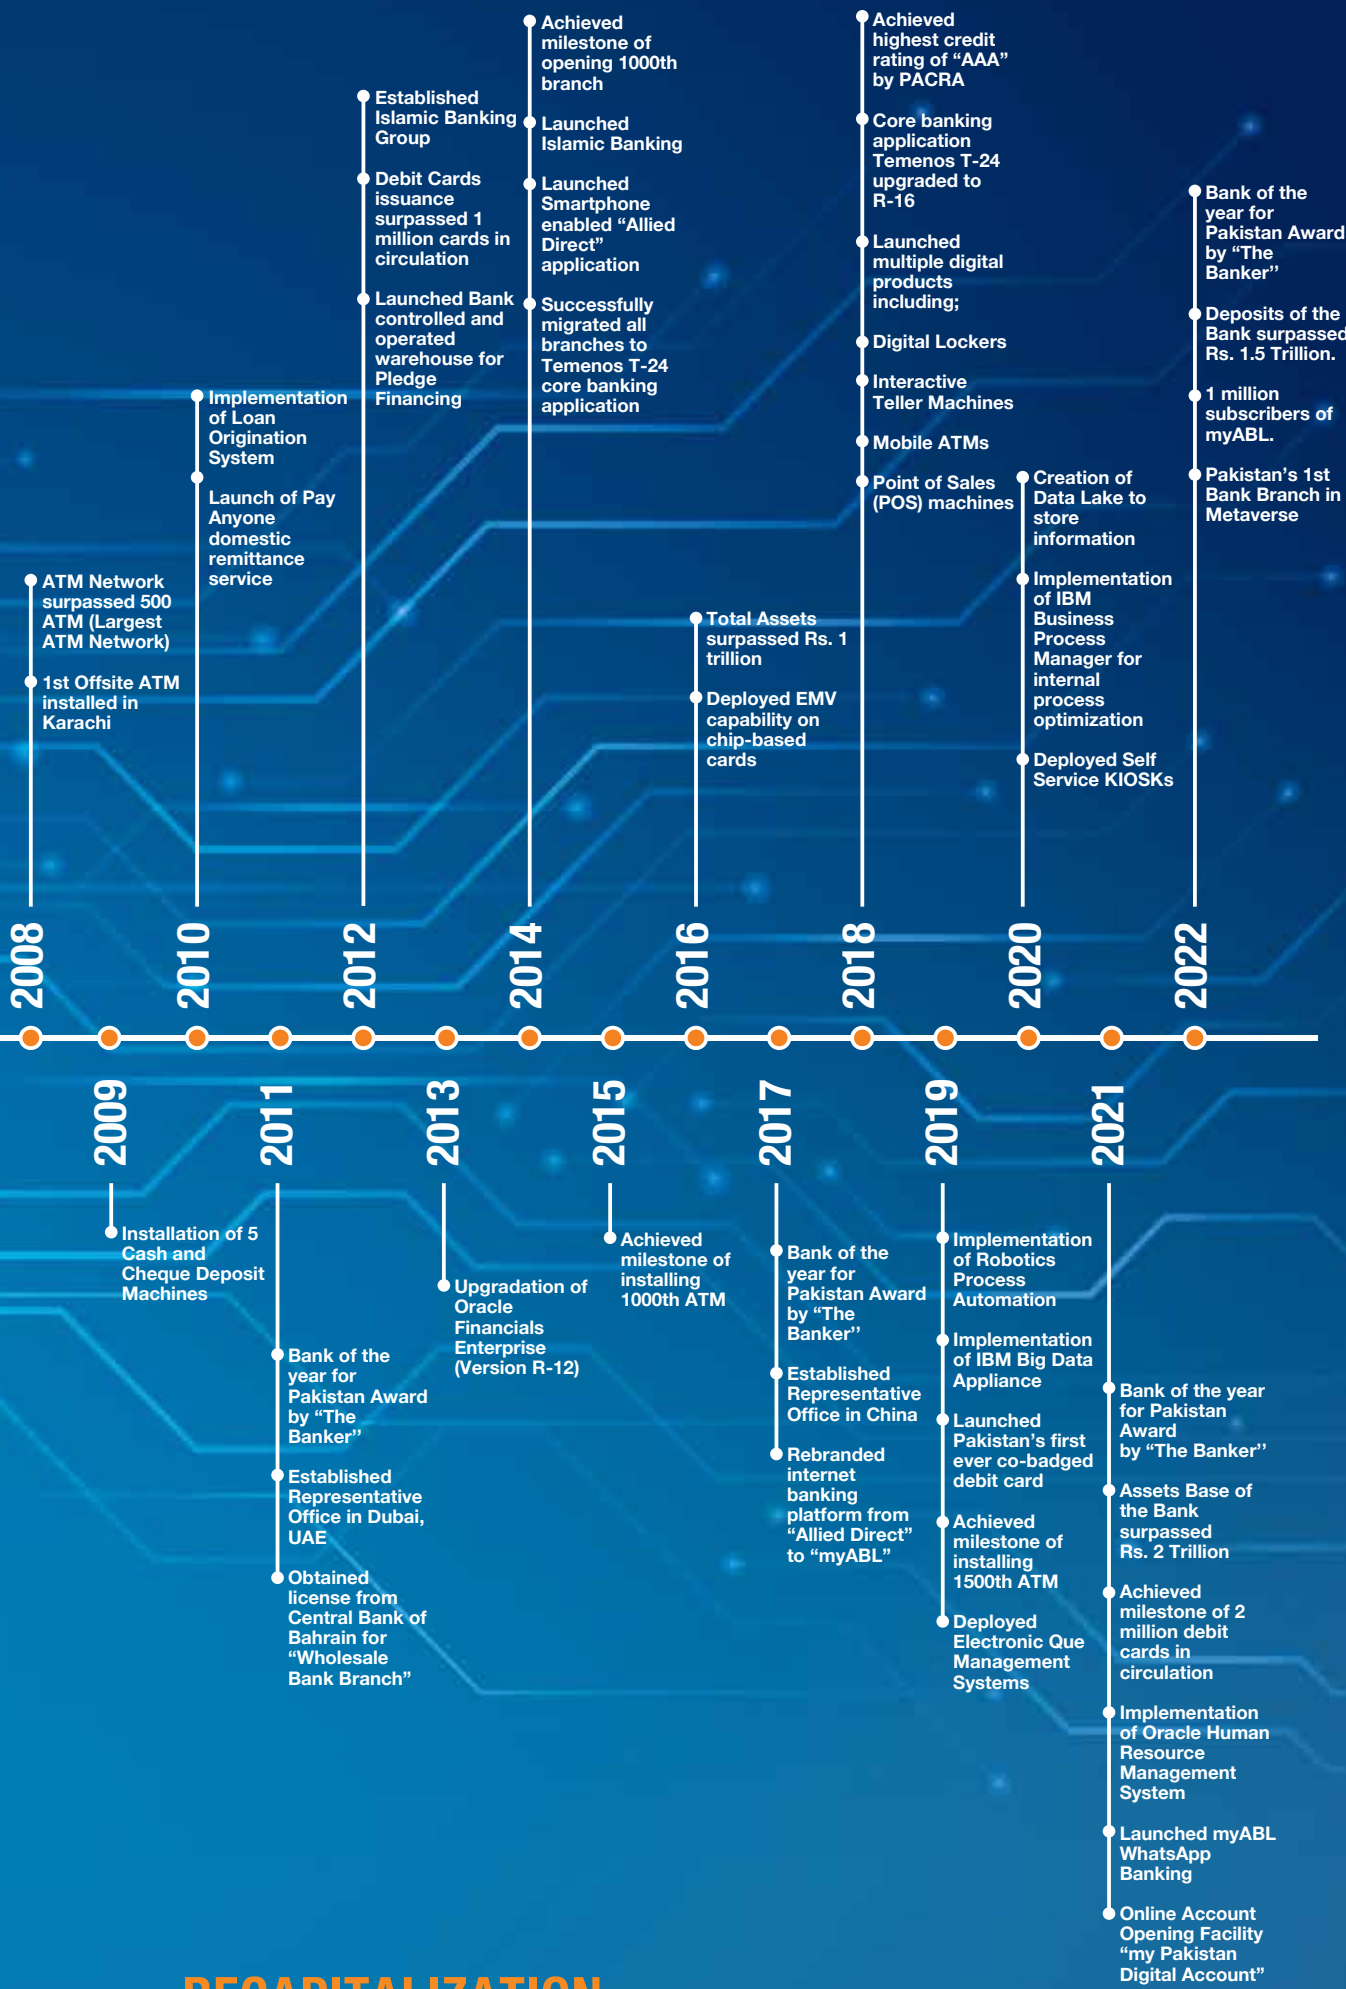 Achieved
milestone of
opening 1000th
branch
Launched
Islamic Banking
Launched
Smartphone
enabled “Allied
Direct”
application
Successfully
migrated all
branches to
Temenos T-24
core banking
application
Achieved
highest credit
rating of “AAA”
by PACRA
Core banking
application
Temenos T-24
upgraded to
R-16
Launched
multiple digital
products
including;
Digital Lockers
Interactive
Teller Machines
Mobile ATMs
Point of Sales
(POS) machines
Established
Islamic Banking
Group
Debit Cards
issuance
surpassed 1
million cards in
circulation
Launched Bank
controlled and
operated
warehouse for
Pledge
Financing
Bank of the
year for
Pakistan Award
by “The
Banker’’
Deposits of the
Bank surpassed
Rs. 1.5 Trillion.
1 million
subscribers of
myABL.
Pakistan’s 1st
Bank Branch in
Metaverse
Implementation
of Loan
Origination
System
Launch of Pay
Anyone
domestic
remittance
service
Creation of
Data Lake to
store
information
Implementation
of IBM
Business
Process
Manager for
internal
process
optimization
Deployed Self
Service KIOSKs
ATM Network
surpassed 500
ATM (Largest
ATM Network)
1st Offsite ATM
installed in
Karachi
Total Assets
surpassed Rs. 1
trillion
Deployed EMV
capability on
chip-based
cards
2008
2010
2012
2014
2016
2018
2020
2022
2009
2011
2013
2015
2017
2019
2021
Installation of 5
Cash and
Cheque Deposit
Machines
Bank of the
year for
Pakistan Award
by “The
Banker’’
Established
Representative
Office in Dubai,
UAE
Obtained
license from
Central Bank of
Bahrain for
“Wholesale
Bank Branch”
Upgradation of
Oracle
Financials
Enterprise
(Version R-12)
Achieved
milestone of
installing
1000th ATM
Bank of the
year for
Pakistan Award
by “The
Banker’’
Established
Representative
Office in China
Rebranded
internet
banking
platform from
“Allied Direct”
to “myABL”
Implementation
of Robotics
Process
Automation
Implementation
of IBM Big Data
Appliance
Launched
Pakistan’s first
ever co-badged
debit card
Achieved
milestone of
installing
1500th ATM
Deployed
Electronic Que
Management
Systems
Bank of the year
for Pakistan
Award
by “The Banker’’
Assets Base of
the Bank
surpassed
Rs. 2 Trillion
Achieved
milestone of 2
million debit
cards in
circulation
Implementation
of Oracle Human
Resource
Management
System
Launched myABL
WhatsApp
Banking
Online Account
Opening Facility
“my Pakistan
Digital Account”
RECAPITALIZATION